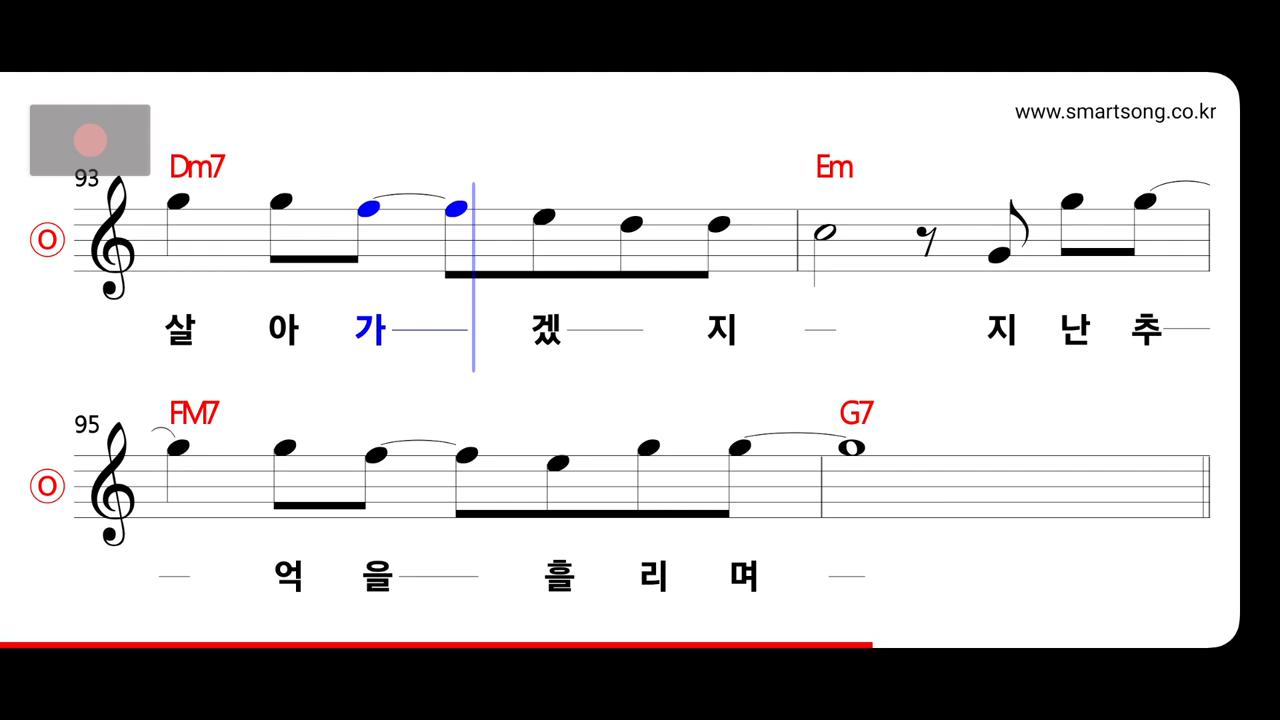 www.smartsong.co.kr
93 Dm7 Em
O
살 아 가 겠 지 지 난 추
95 FM7 G7
O
억 을 흘 리 며